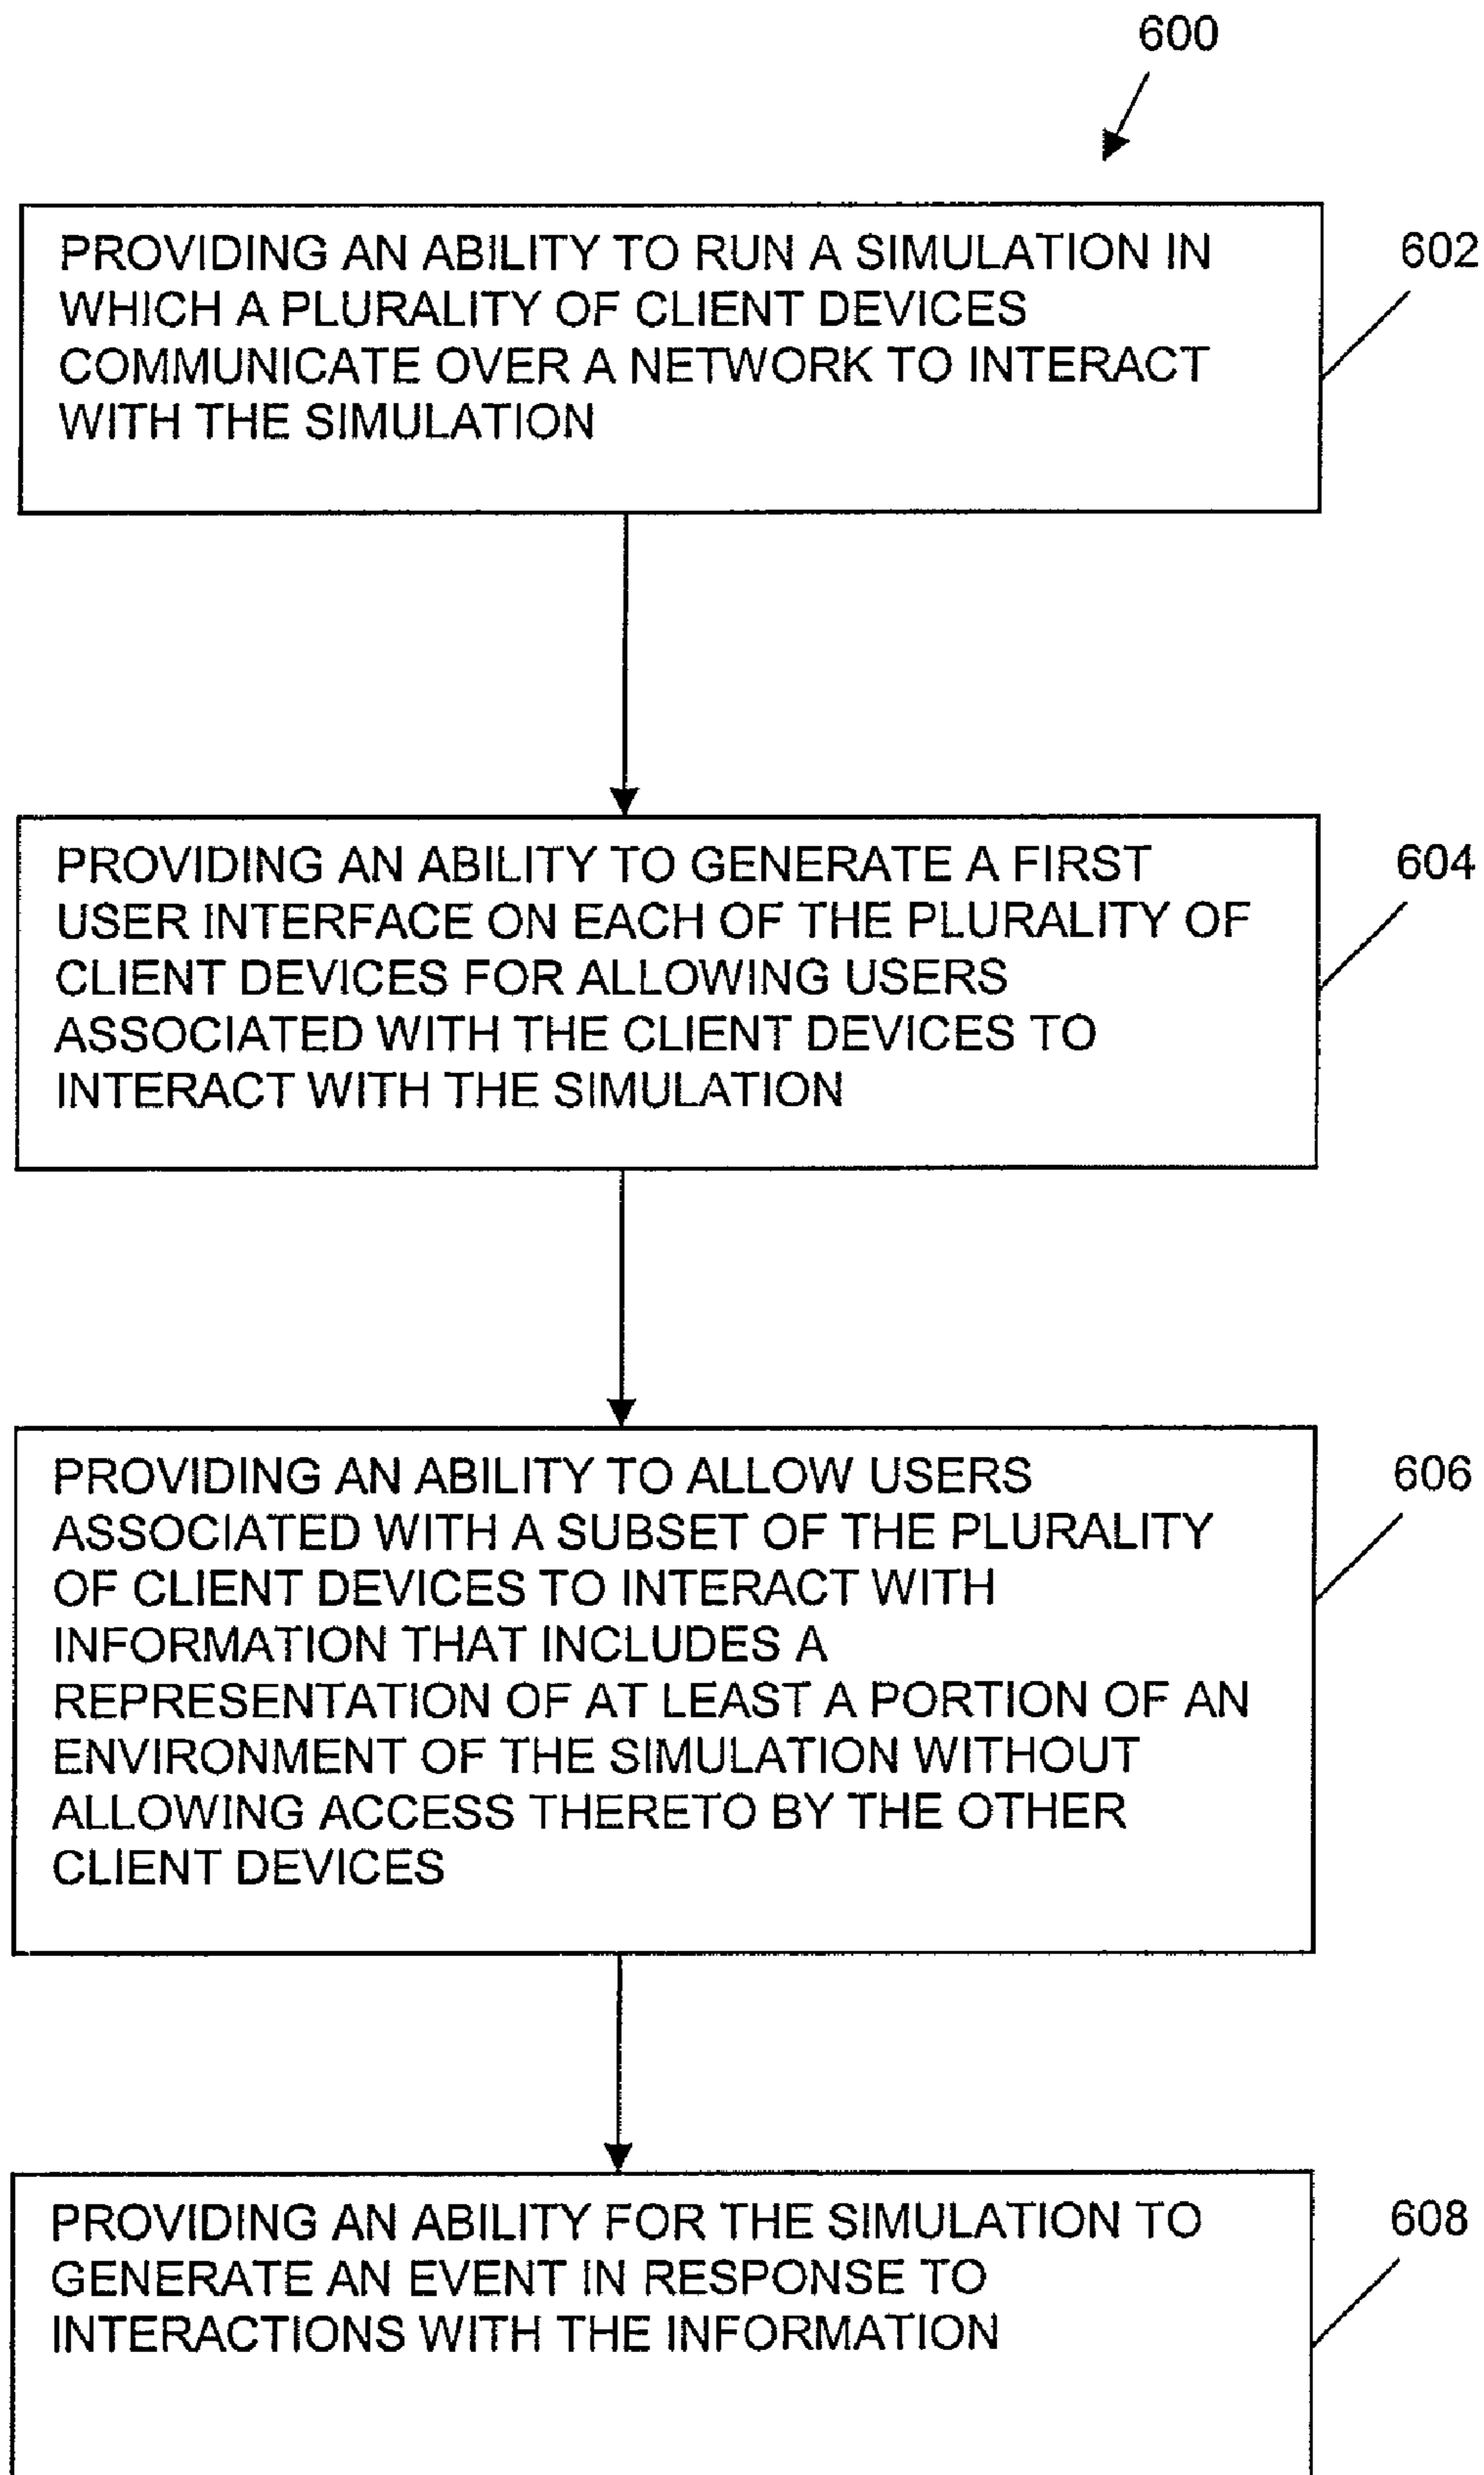 600
PROVIDING AN ABILITY TO RUN A SIMULATION IN
WHICH A PLURALITY OF CLIENT DEVICES
COMMUNICATE OVER A NETWORK TO INTERACT
WITH THE SIMULATION
602
PROVIDING AN ABILITY TO GENERATE A FIRST
USER INTERFACE ON EACH OF THE PLURALITY OF
CLIENT DEVICES FOR ALLOWING USERS
ASSOCIATED WITH THE CLIENT DEVICES TO
INTERACT WITH THE SIMULATION
604
PROVIDING AN ABILITY TO ALLOW USERS
ASSOCIATED WITH A SUBSET OF THE PLURALITY
OF CLIENT DEVICES TO INTERACT WITH
INFORMATION THAT INCLUDES A
REPRESENTATION OF AT LEAST A PORTION OF AN
ENVIRONMENT OF THE SIMULATION WITHOUT
ALLOWING ACCESS THERETO BY THE OTHER
CLIENT DEVICES
606
PROVIDING AN ABILITY FOR THE SIMULATION TO
GENERATE AN EVENT IN RESPONSE TO
INTERACTIONS WITH THE INFORMATION
608